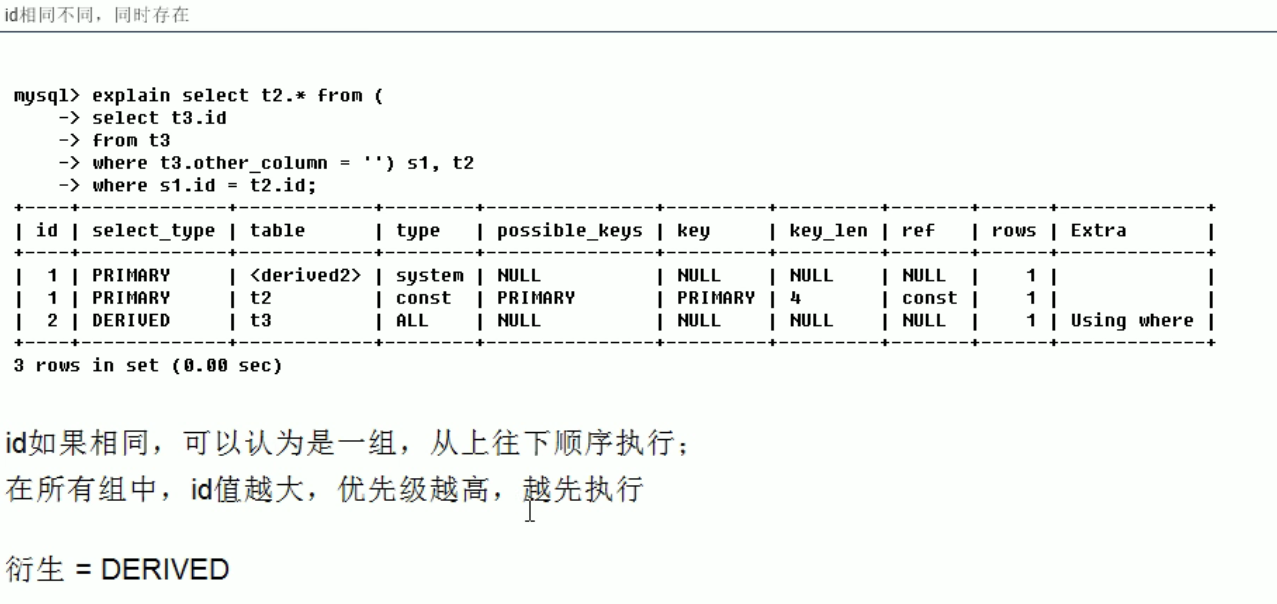 id相同不同，同时存在
mysql> explain select t2.* from (
    -> select t3.id
    -> from t3
    -> where t3.other_column = '') s1, t2
    -> where s1.id = t2.id;
+----+-------------+------------+--------+---------------+---------+---------+-------+------+-------------+
| id | select_type | table      | type   | possible_keys | key     | key_len | ref   | rows | Extra       |
+----+-------------+------------+--------+---------------+---------+---------+-------+------+-------------+
|  1 | PRIMARY     | <derived2> | system | NULL          | NULL    | NULL    | NULL  |    1 |             |
|  1 | PRIMARY     | t2         | const  | PRIMARY       | PRIMARY | 4       | const |    1 |             |
|  2 | DERIVED     | t3         | ALL    | NULL          | NULL    | NULL    | NULL  |    1 | Using where |
+----+-------------+------------+--------+---------------+---------+---------+-------+------+-------------+
3 rows in set (0.00 sec)
id如果相同，可以认为是一组，从上往下顺序执行；
在所有组中，id值越大，优先级越高，越先执行
衍生 = DERIVED